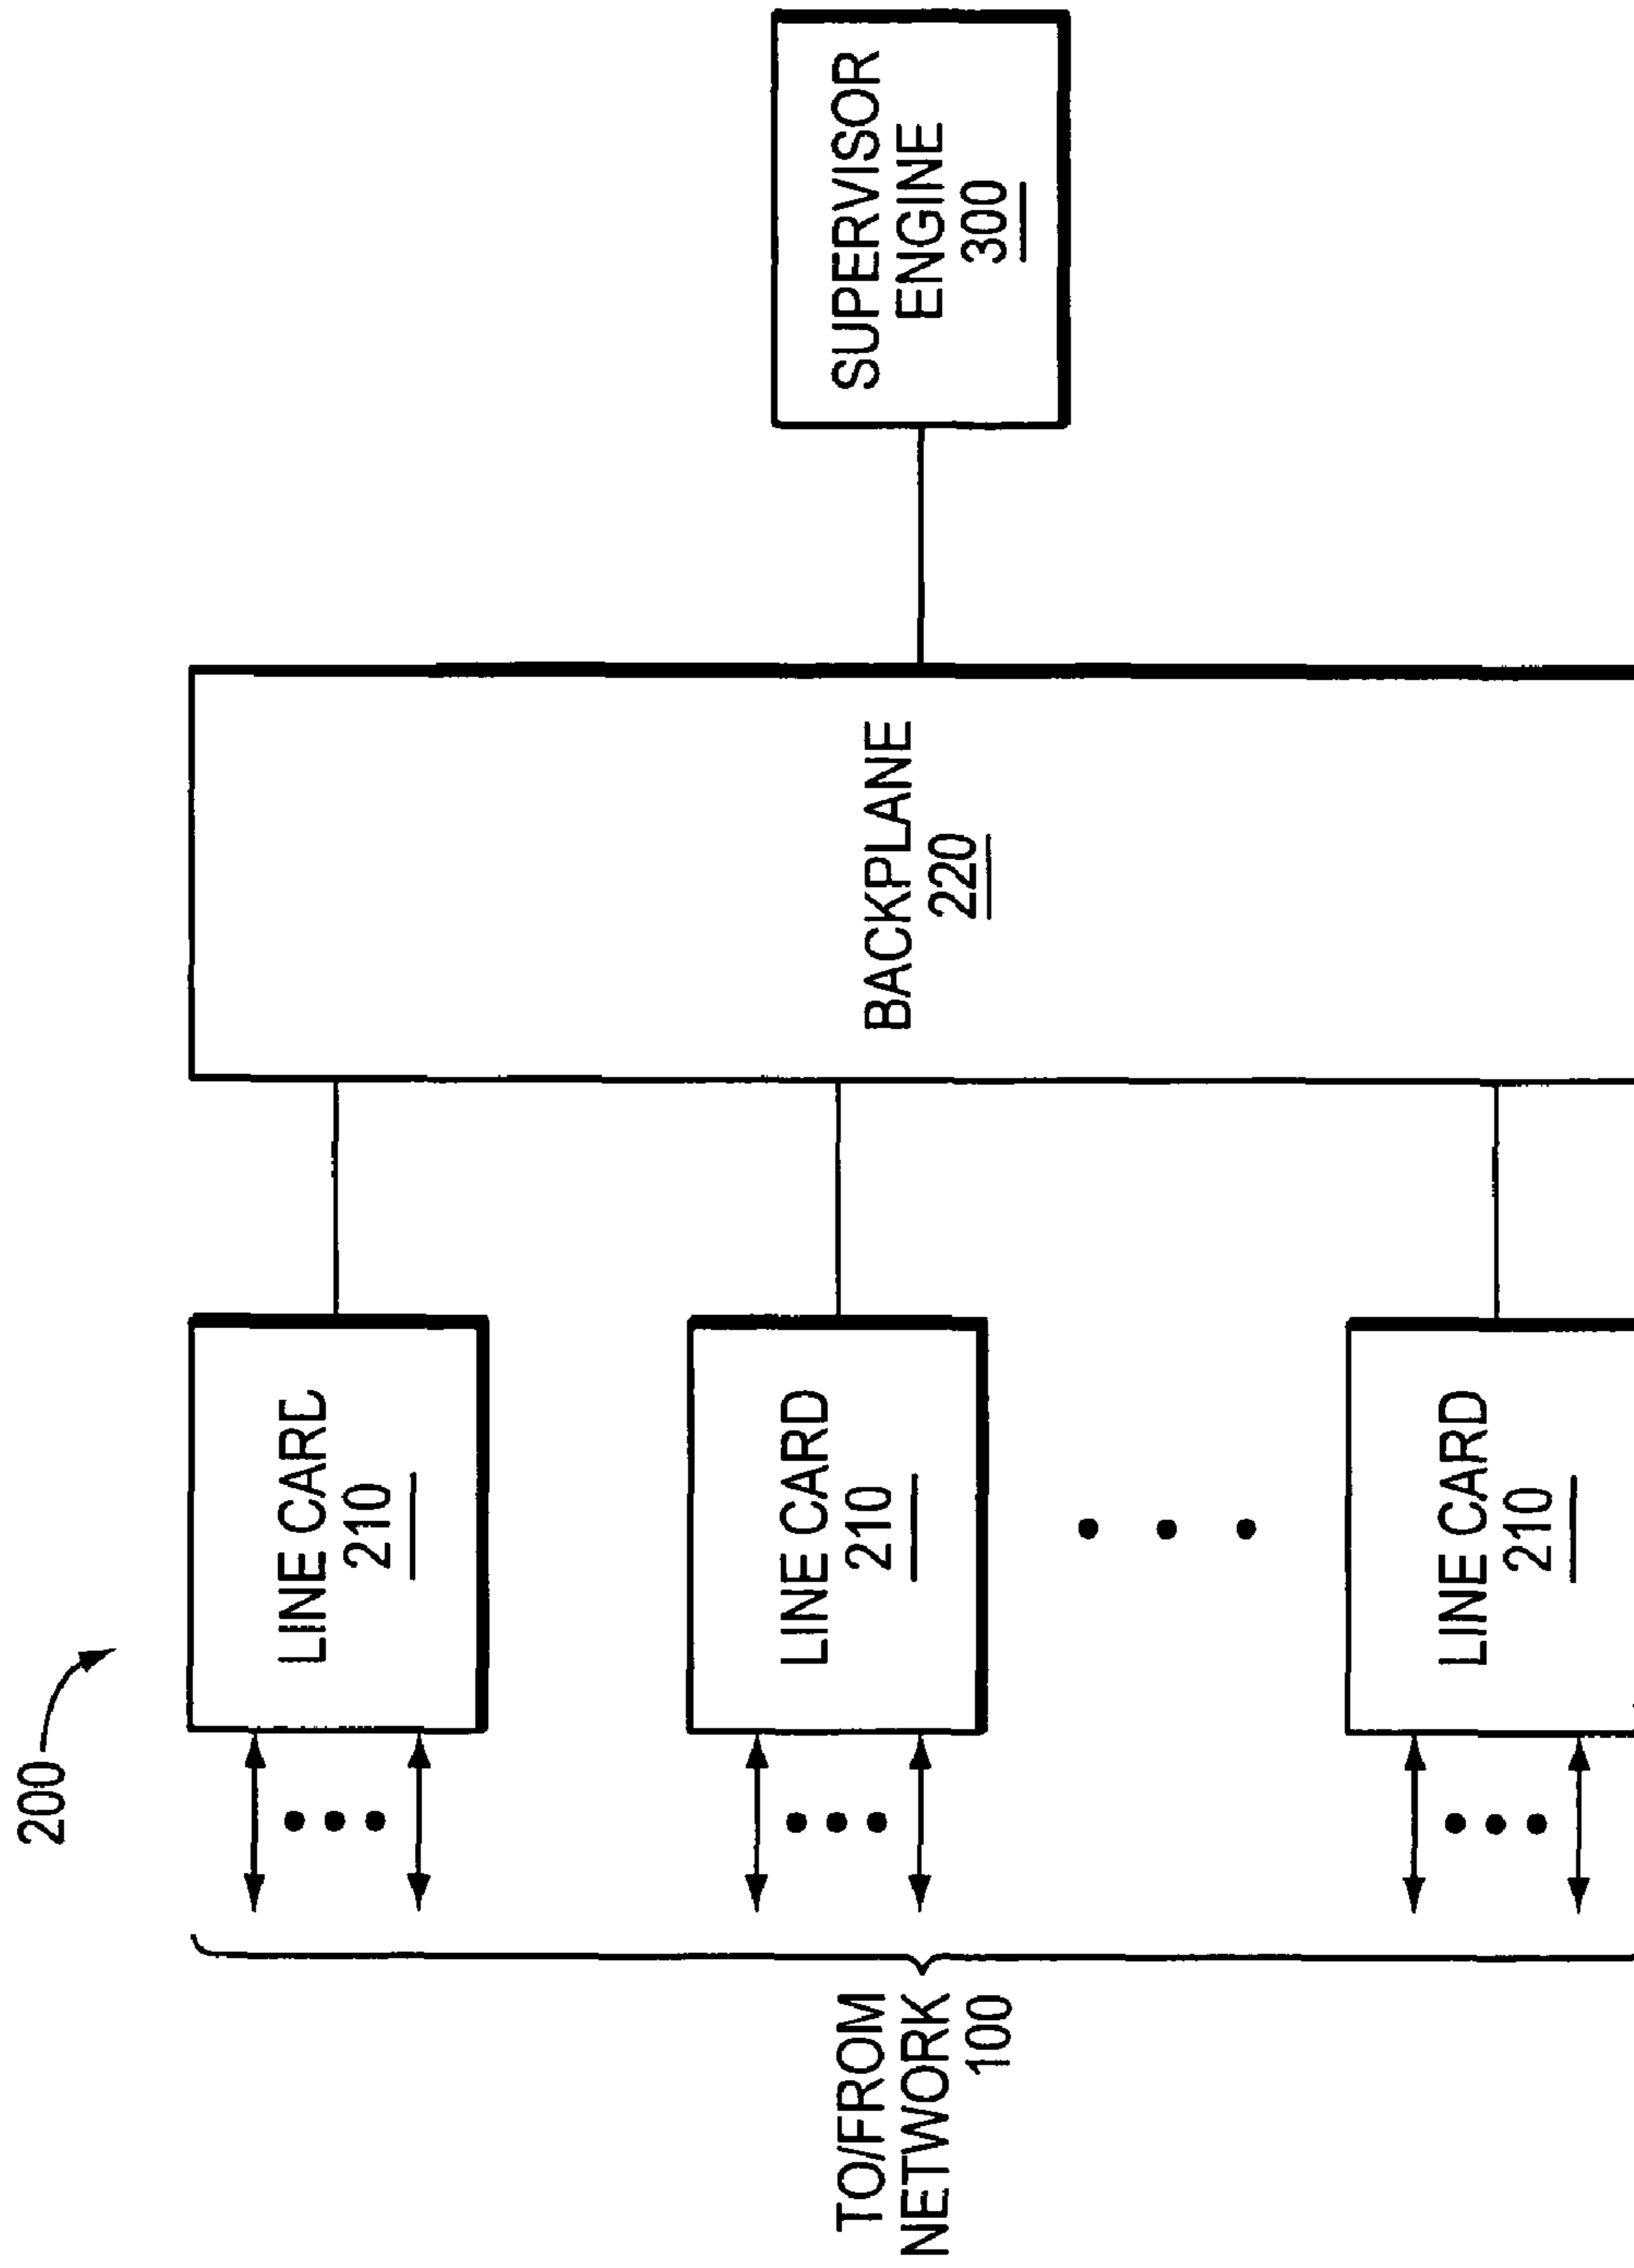 200
LINE CARD
210
LINE CARD
210
LINE CARD
210
TO/FROM
NETWORK
100
BACKPLANE
220
SUPERVISOR
ENGINE
300